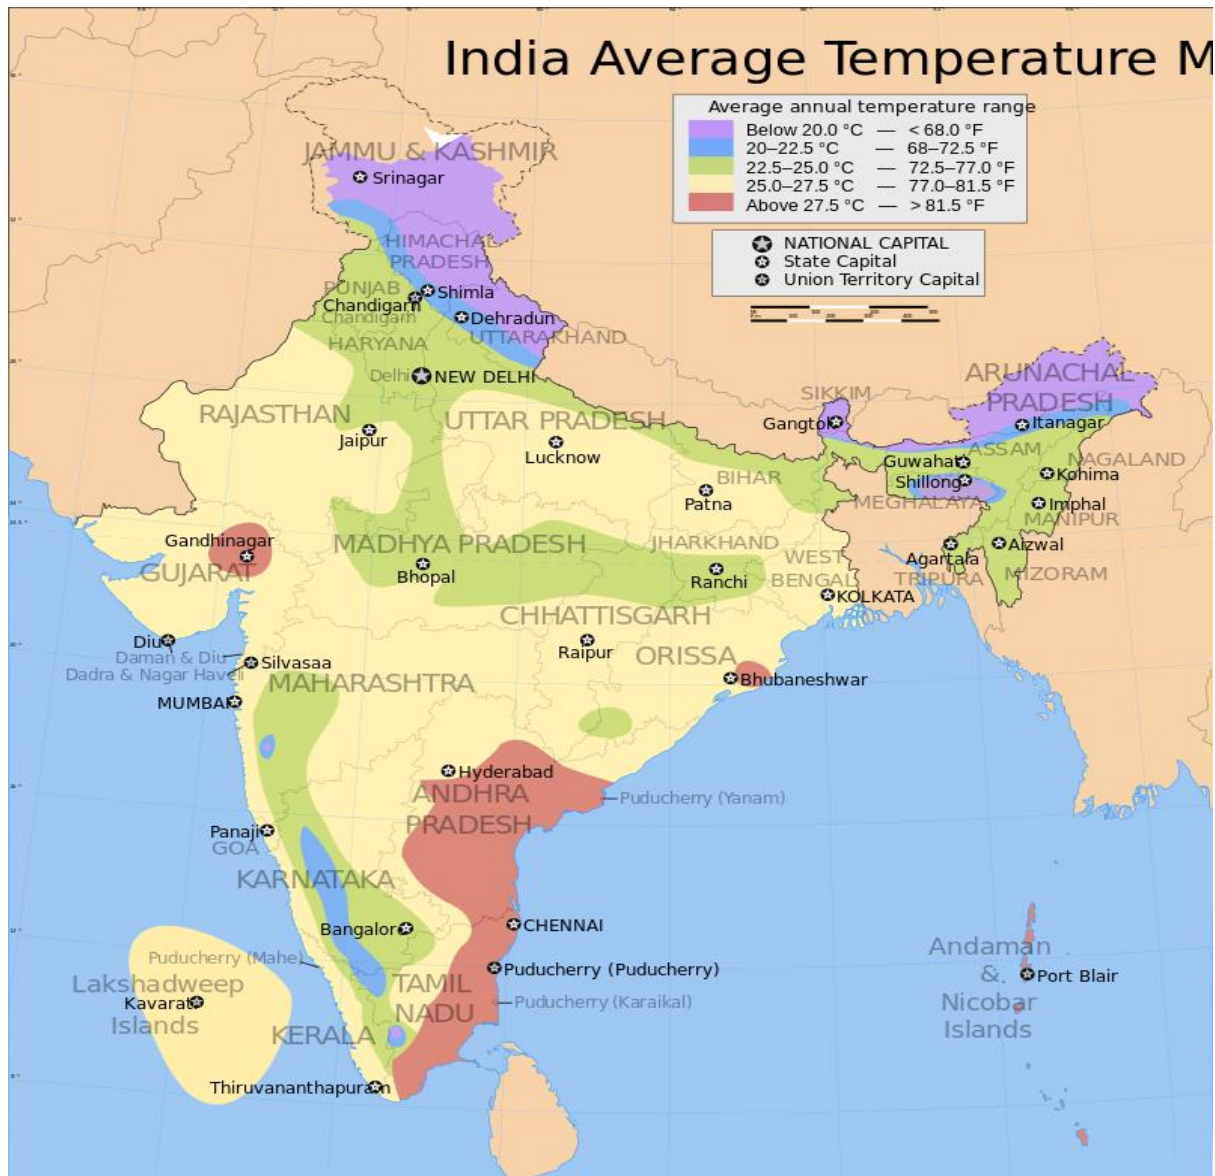 India Average Temperature M
Average annual temperature range
Below 20.0 °C — < 68.0 °F
20–22.5 °C — 68–72.5 °F
22.5–25.0 °C — 72.5–77.0 °F
25.0–27.5 °C — 77.0–81.5 °F
Above 27.5 °C — > 81.5 °F
NATIONAL CAPITAL
State Capital
Union Territory Capital
JAMMU & KASHMIR
Srinagar
HIMACHAL
PRADESH
PUNJAB
Shimla
Chandigarh
Chandigarh
Dehradun
UTTARAKHAND
HARYANA
Delhi
NEW DELHI
RAJASTHAN
Jaipur
UTTAR PRADESH
Lucknow
SIKKIM
Gangtok
ARUNACHAL
PRADESH
Itanagar
ASSAM
Guwahati
NAGALAND
Kohima
Shillong
MEGHALAYA
Imphal
MANIPUR
BIHAR
Patna
Gandhinagar
GUJARAT
MADHYA PRADESH
Bhopal
JHARKHAND
Ranchi
WEST
BENGAL
KOLKATA
Agartala
TRIPURA
Aizwal
MIZORAM
CHHATTISGARH
Raipur
ORISSA
Bhubaneshwar
Diu
Daman & Diu
Dadra & Nagar Haveli
Silvasaa
MAHARASHTRA
MUMBAI
Hyderabad
ANDHRA
PRADESH
Puducherry (Yanam)
Panaji
GOA
KARNATAKA
Bangalor
CHENNAI
Puducherry (Mahe)
Puducherry (Puducherry)
Puducherry (Karaikal)
TAMIL
NADU
Lakshadweep
Kavarati
Islands
KERALA
Thiruvananthapuram
Andaman
&
Nicobar
Islands
Port Blair